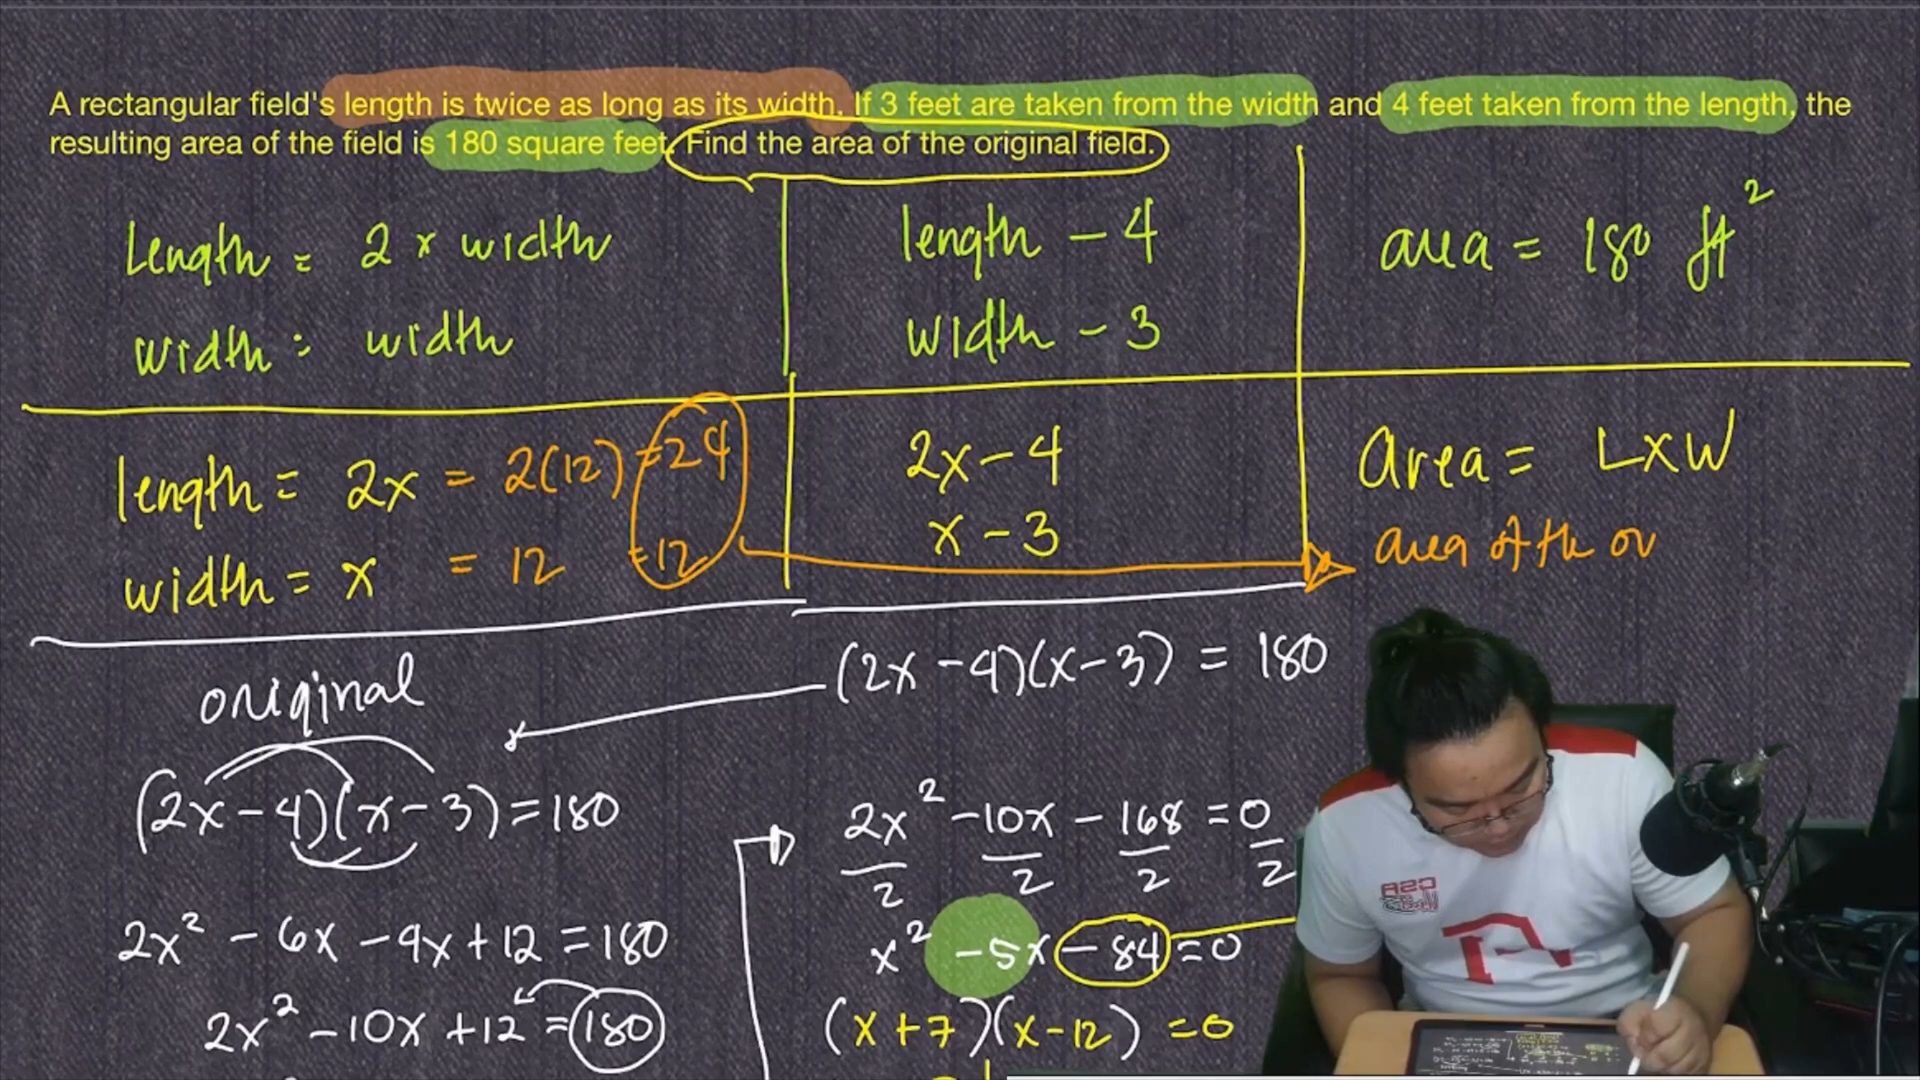 A rectangular field's length is twice as long as its width. If 3 feet are taken from the width and 4 feet taken from the length, the
resulting area of the field is 180 square feet. Find the area of the original field.
Length = 2 x width
width = width
length - 4
width - 3
area = 180 ft²
length = 2x = 2(12) = 24
width = x = 12 = 12
2x - 4
x - 3
Area = L x W
area of the or
original
(2x - 4)(x - 3) = 180
(2x - 4)(x - 3) = 180
2x² - 6x - 4x + 12 = 180
2x² - 10x + 12 = 180
2x² - 10x - 168 = 0
2 2 2 2
x² - 5x - 84 = 0
(x + 7)(x - 12) = 0